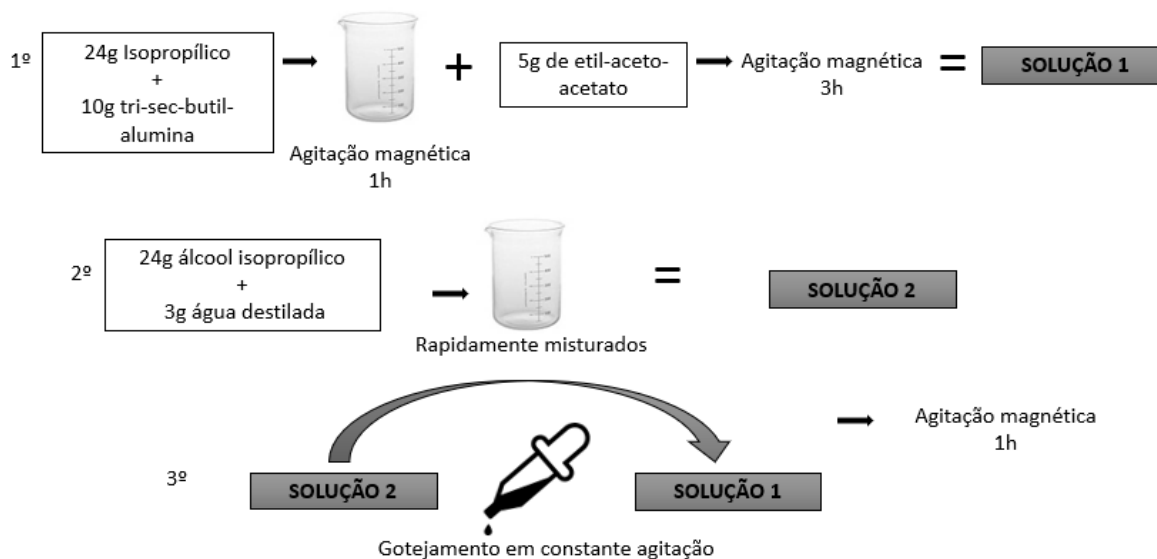 1º
24g Isopropílico
+
10g tri-sec-butil-
alumina
Agitação magnética
1h
+
5g de etil-aceto-
acetato
Agitação magnética
3h
=
SOLUÇÃO 1
2º
24g álcool isopropílico
+
3g água destilada
Rapidamente misturados
=
SOLUÇÃO 2
3º
SOLUÇÃO 2
Gotejamento em constante agitação
SOLUÇÃO 1
Agitação magnética
1h